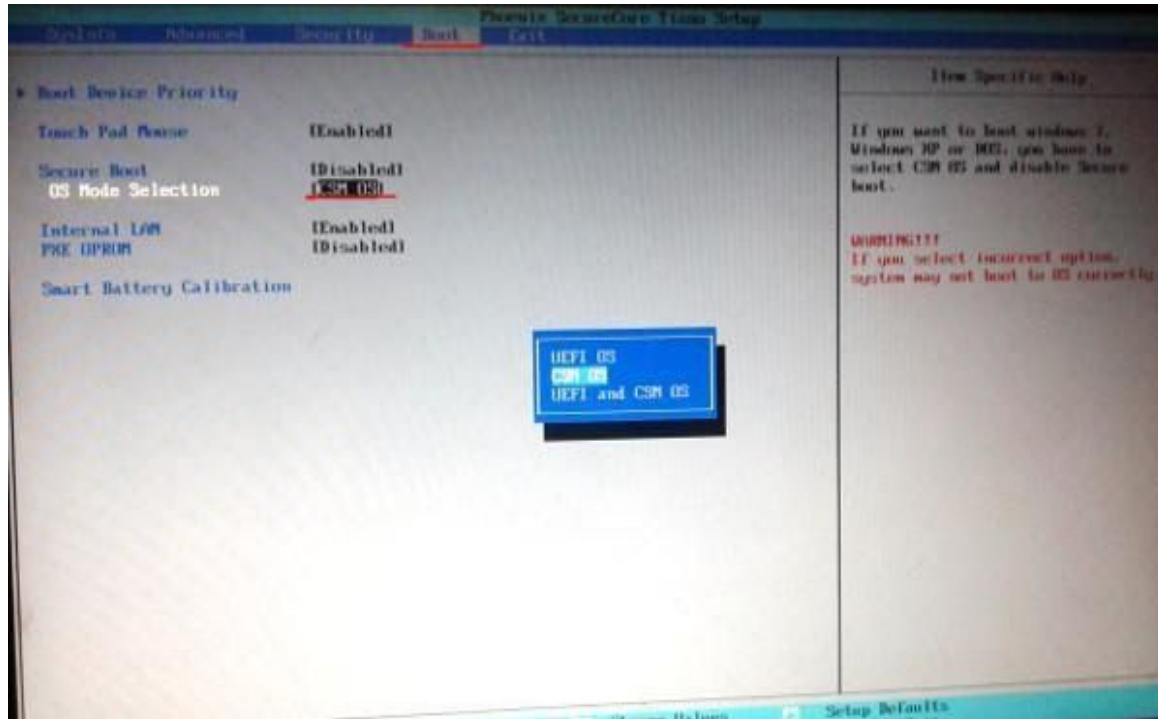 Phoenix SecureCore Tiano Setup
SysInfo Advanced Security Boot Exit
Boot Device Priority
Touch Pad Mouse [Enabled]
Secure Boot [Disabled]
OS Mode Selection [CSM OS]
Internal LAN [Enabled]
PXE OPROM [Disabled]
Smart Battery Calibration
UEFI OS
CSM OS
UEFI and CSM OS
Item Specific Help
If you want to boot windows 7,
Windows XP or DOS, you have to
select CSM OS and disable Secure
boot.
WARNING!!!
If you select incorrect option,
system may not boot to OS correctly.
Values
Setup Defaults